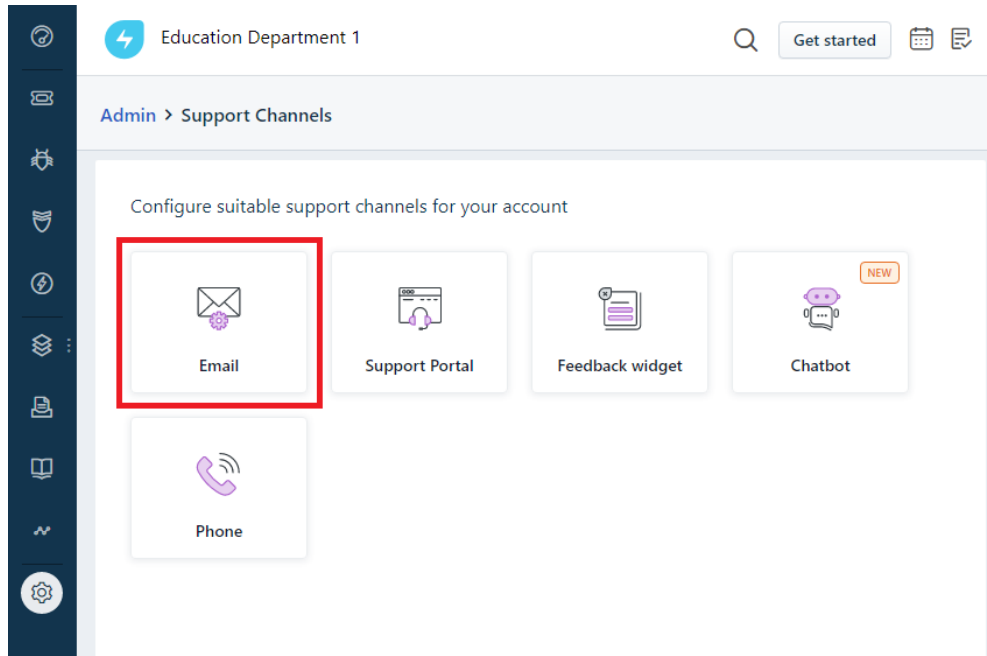 Education Department 1
Get started
Admin > Support Channels
Configure suitable support channels for your account
NEW
Email
Support Portal
Feedback widget
Chatbot
Phone